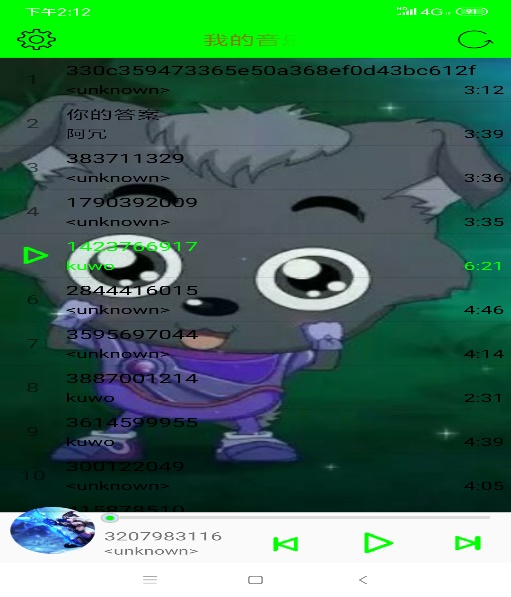 下午2:12
4G
91
我的音乐
330c359473365e50a368ef0d43bc612f
1
<unknown>
3:12
你的答案
2
阿冗
3:39
383711329
3
<unknown>
3:36
1790392009
4
<unknown>
3:35
1423766917
kuwo
6:21
2844416015
6
<unknown>
4:46
3595697044
7
<unknown>
4:14
3887001214
8
kuwo
2:31
3614599955
9
kuwo
4:39
300122049
10
<unknown>
4:05
3207983116
<unknown>